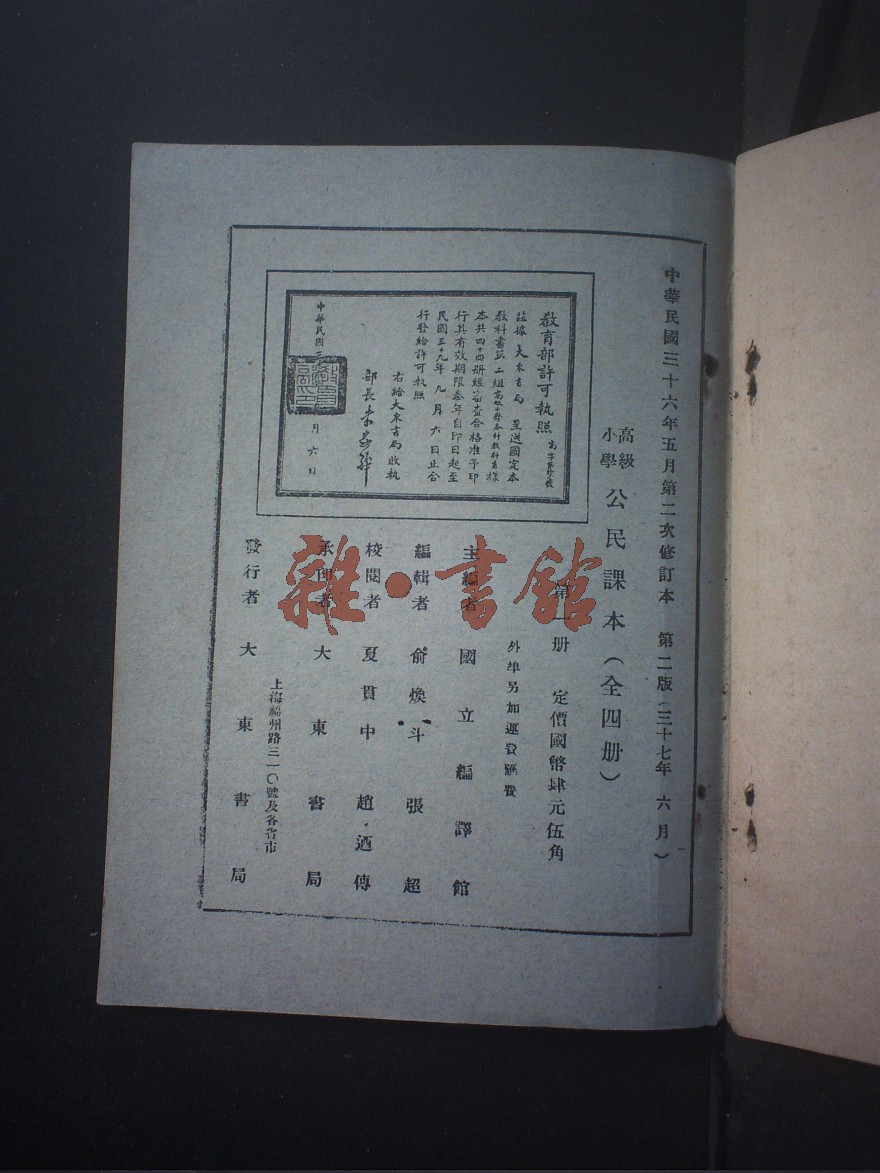 中華民國三十六年五月第二次修訂本 第二版(三十七年 六月)
高級
小學
公民課本(全四册)
第一册 定價國幣肆元伍角
外埠另加運費匯費
主編者 國立編譯館
編輯者 俞煥斗 張超
校閱者 夏貫中 趙迺傳
承印者 大東書局
上海福州路三一〇號及各省市
發行者 大東書局
教育部許可執照
茲據 大東書局 呈送國定本
教科書第二組高級小學各科教科書樣
本共四十四册經審查合格准予印
行其有效期限叁年自印日起至
民國三十九年九月六日止合
行發給許可執照
右給大東書局收執
部長
中華民國三 月六日
雜·書館